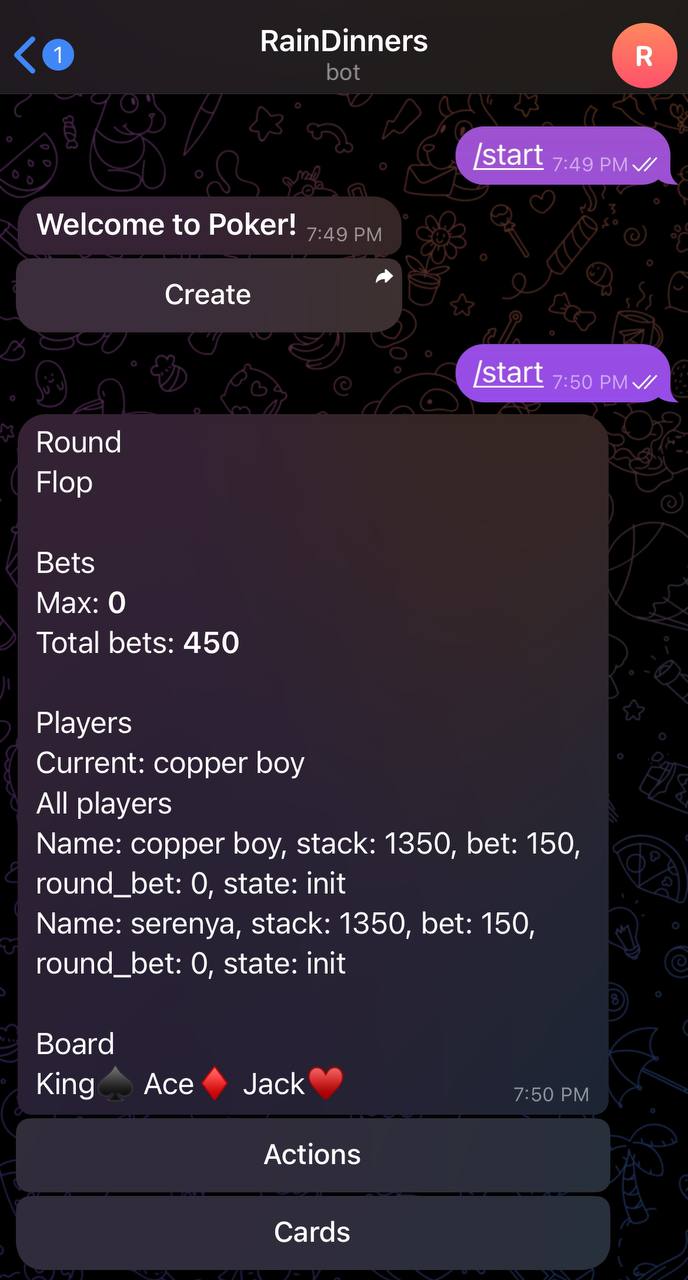 1
RainDinners
bot
R
/start 7:49 PM
Welcome to Poker! 7:49 PM
Create
/start 7:50 PM
Round
Flop
Bets
Max: 0
Total bets: 450
Players
Current: copper boy
All players
Name: copper boy, stack: 1350, bet: 150,
round_bet: 0, state: init
Name: serenya, stack: 1350, bet: 150,
round_bet: 0, state: init
Board
King♠️ Ace♦️ Jack♥️ 7:50 PM
Actions
Cards